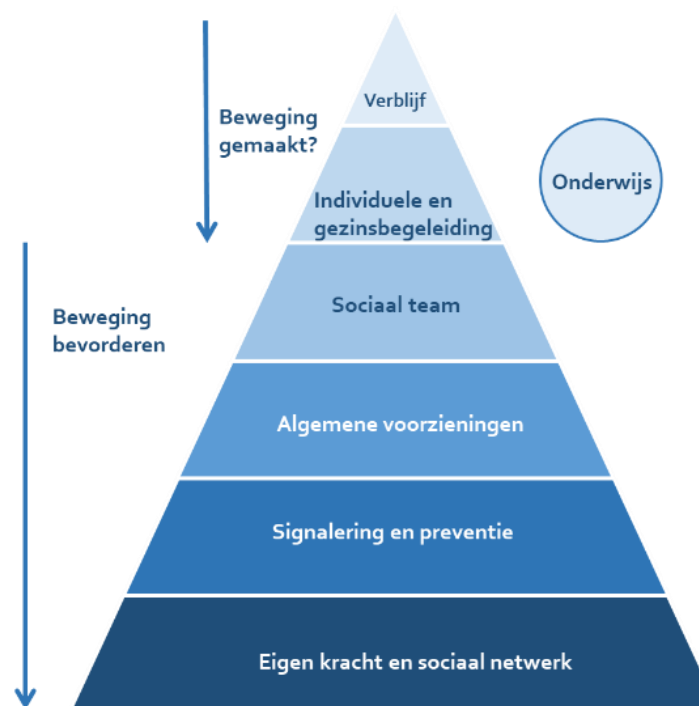 Verblijf
Beweging
gemaakt?
Onderwijs
Individuele en
gezinsbegeleiding
Sociaal team
Beweging
bevorderen
Algemene voorzieningen
Signalering en preventie
Eigen kracht en sociaal netwerk